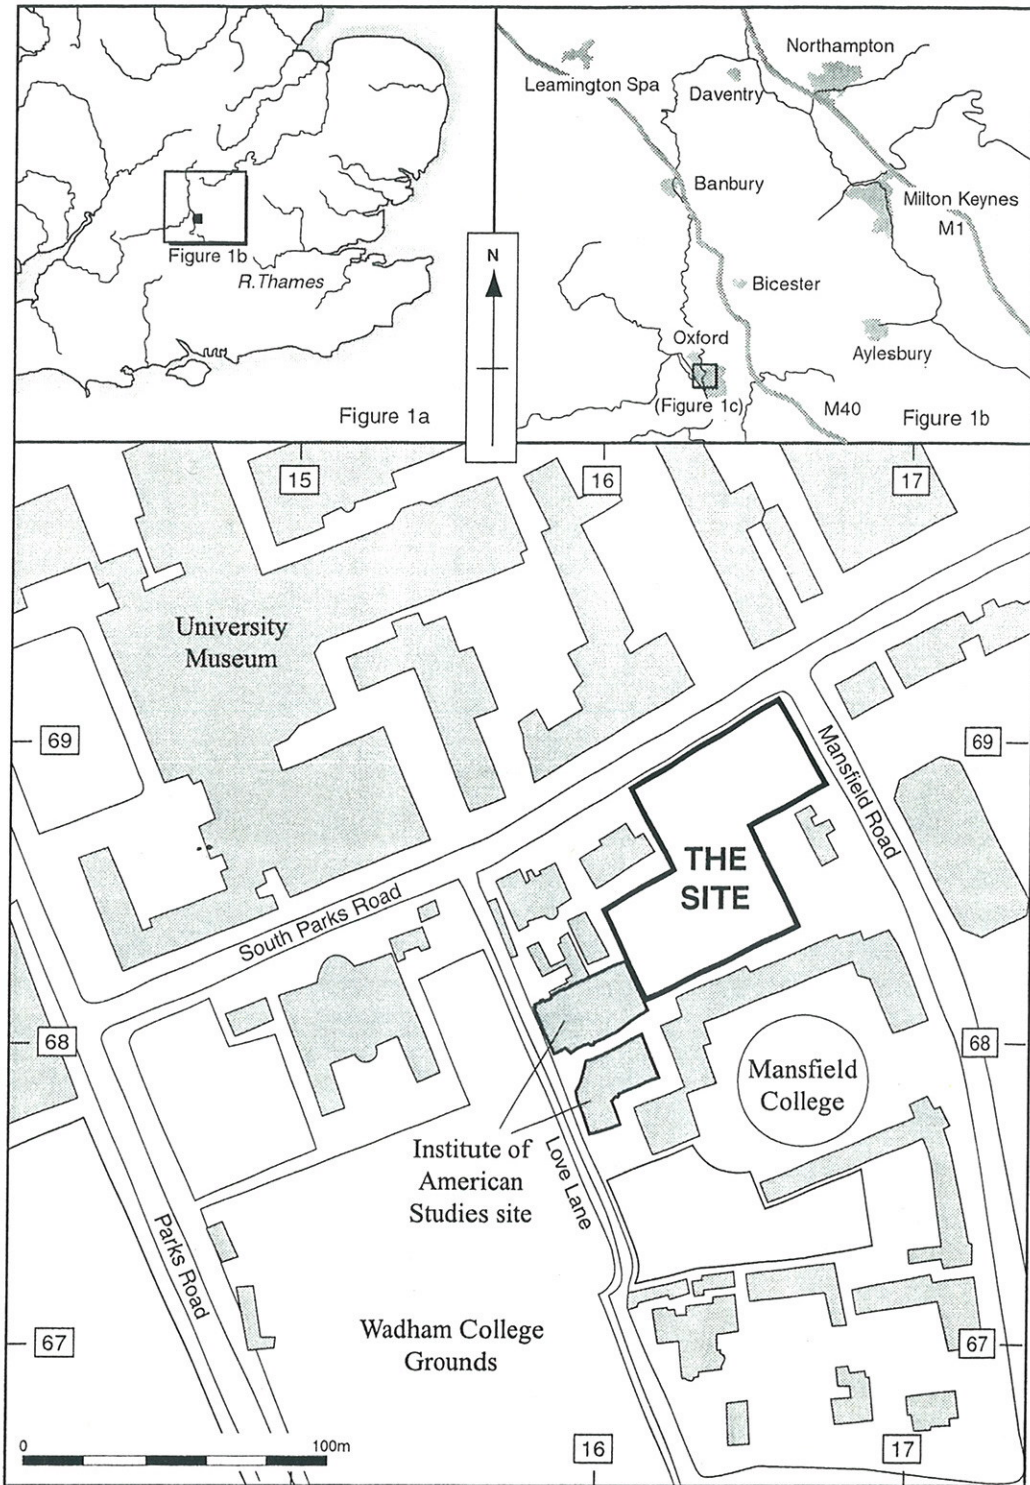 Figure 1b
R.Thames
Figure 1a
N
Northampton
Leamington Spa
Daventry
Banbury
Milton Keynes
M1
Bicester
Oxford
Aylesbury
(Figure 1c)
M40
Figure 1b
15
16
17
University
Museum
69
69
Mansfield Road
THE
SITE
South Parks Road
68
68
Mansfield
College
Institute of
American
Studies site
Love Lane
Parks Road
Wadham College
Grounds
67
67
0
100m
16
17